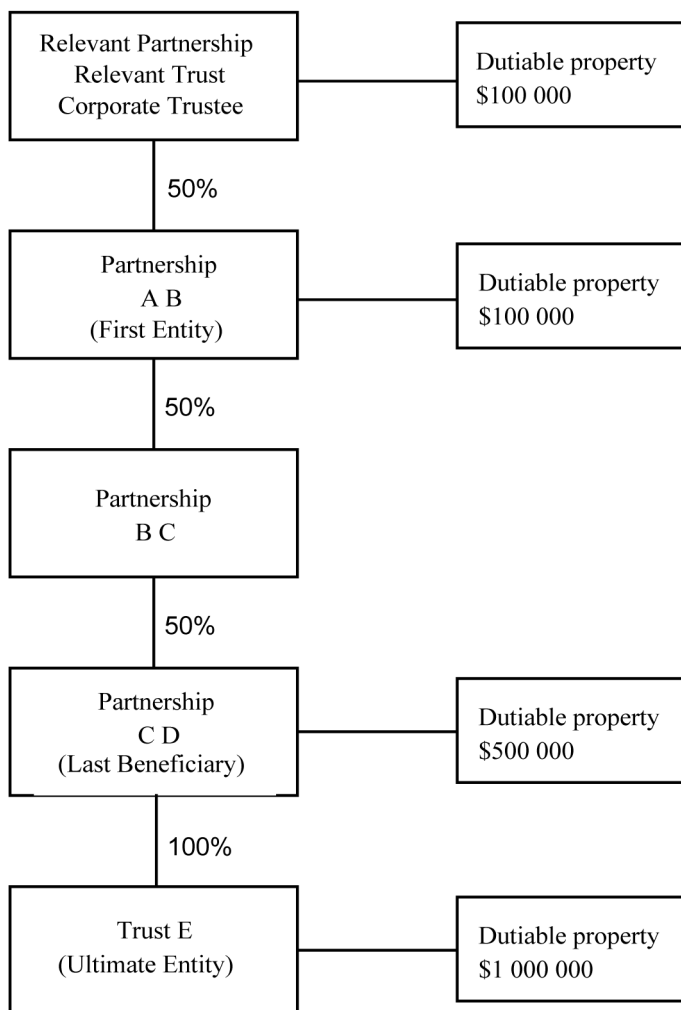 Relevant Partnership
Relevant Trust
Corporate Trustee
Dutiable property
$100 000
50%
Partnership
A B
(First Entity)
Dutiable property
$100 000
50%
Partnership
B C
50%
Partnership
C D
(Last Beneficiary)
Dutiable property
$500 000
100%
Trust E
(Ultimate Entity)
Dutiable property
$1 000 000